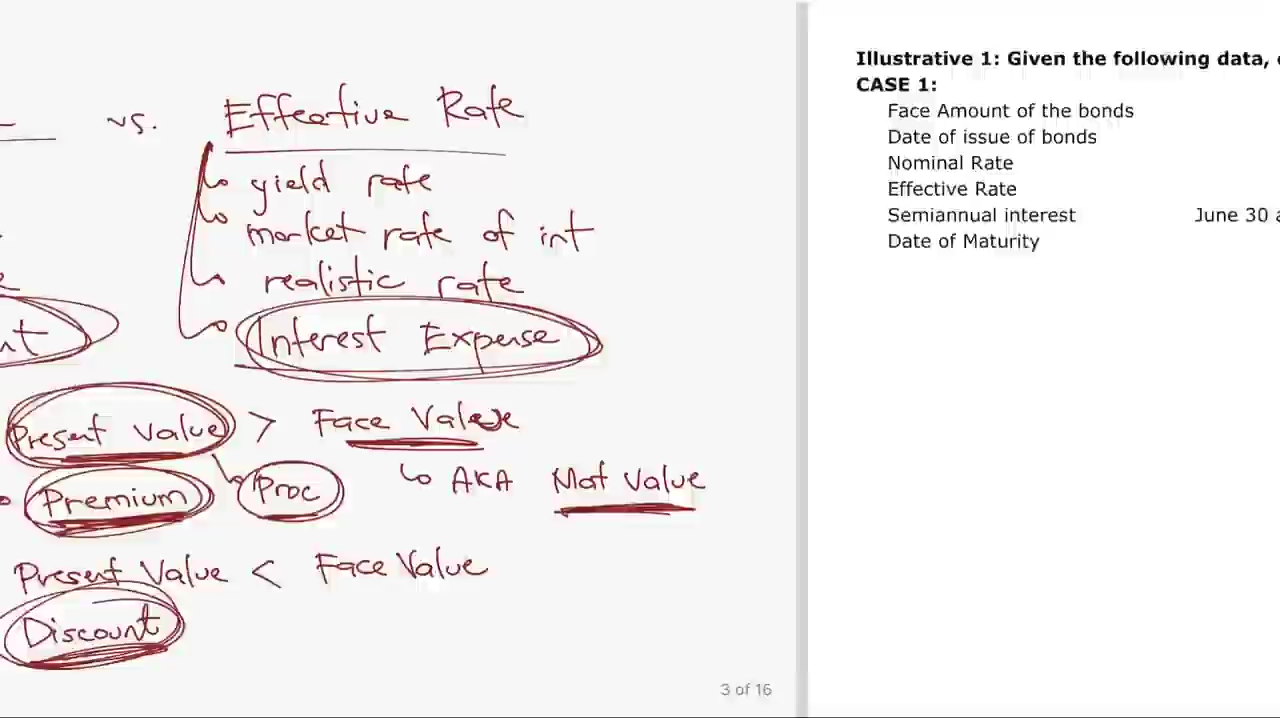 vs. Effective Rate
yield rate
market rate of int
realistic rate
Interest Expense
Present Value > Face Value
Premium Proc AKA Mat Value
Present Value < Face Value
Discount
3 of 16
Illustrative 1: Given the following data,
CASE 1:
Face Amount of the bonds
Date of issue of bonds
Nominal Rate
Effective Rate
Semiannual interest June 30
Date of Maturity